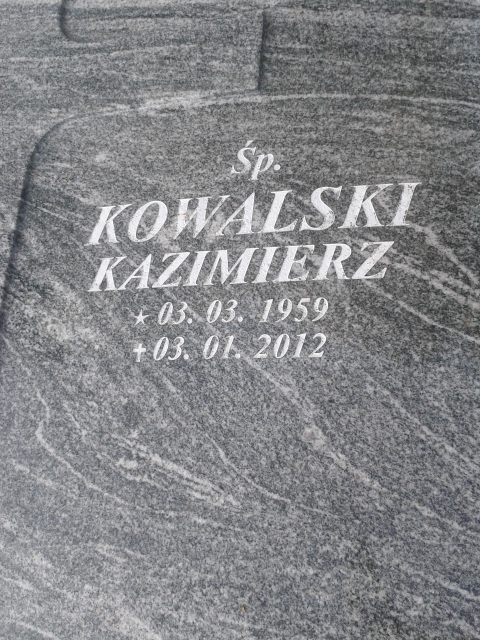 Śp.
KOWALSKI
KAZIMIERZ
★ 03. 03. 1959
✝ 03. 01. 2012